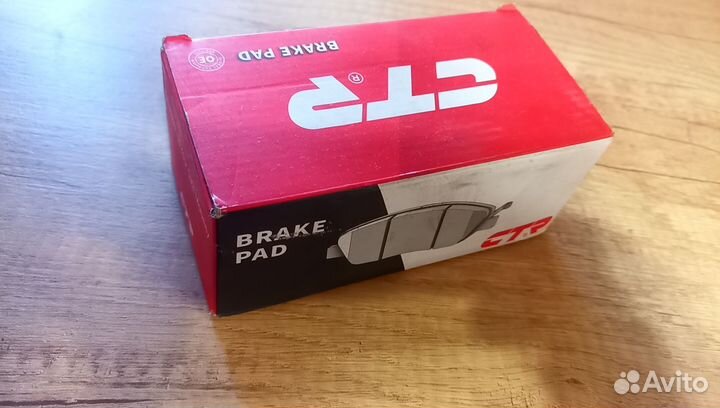 BRAKE PAD
OE
CTR®
BRAKE
PAD
CTR
Avito